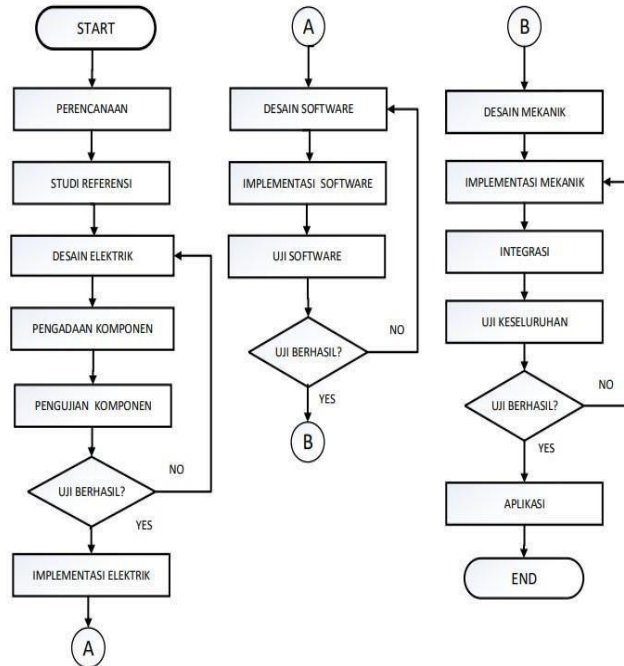 START
PERENCANAAN
STUDI REFERENSI
DESAIN ELEKTRIK
PENGADAAN KOMPONEN
PENGUJIAN KOMPONEN
NO
UJI BERHASIL?
YES
IMPLEMENTASI ELEKTRIK
A
A
DESAIN SOFTWARE
IMPLEMENTASI SOFTWARE
UJI SOFTWARE
NO
UJI BERHASIL?
YES
B
B
DESAIN MEKANIK
IMPLEMENTASI MEKANIK
INTEGRASI
UJI KESELURUHAN
NO
UJI BERHASIL?
YES
APLIKASI
END